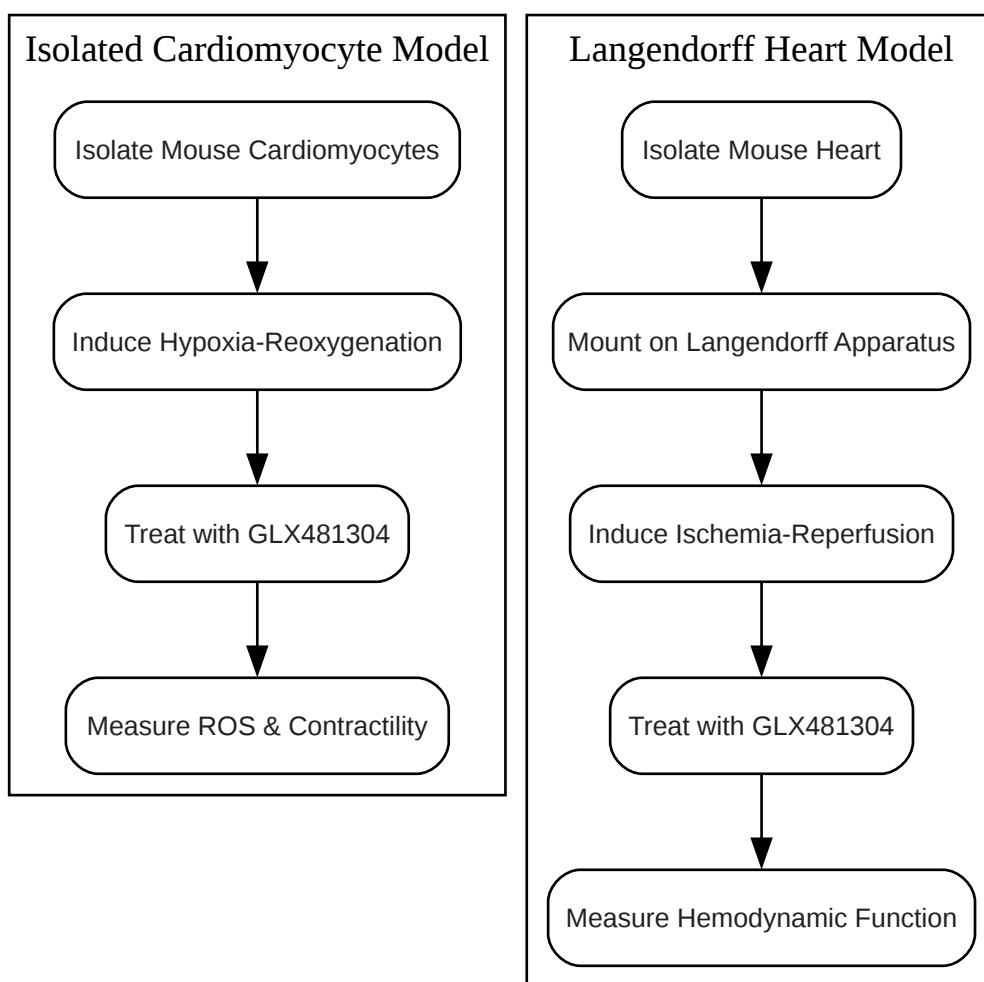 Isolated Cardiomyocyte Model
Isolate Mouse Cardiomyocytes
Induce Hypoxia-Reoxygenation
Treat with GLX481304
Measure ROS & Contractility
Langendorff Heart Model
Isolate Mouse Heart
Mount on Langendorff Apparatus
Induce Ischemia-Reperfusion
Treat with GLX481304
Measure Hemodynamic Function